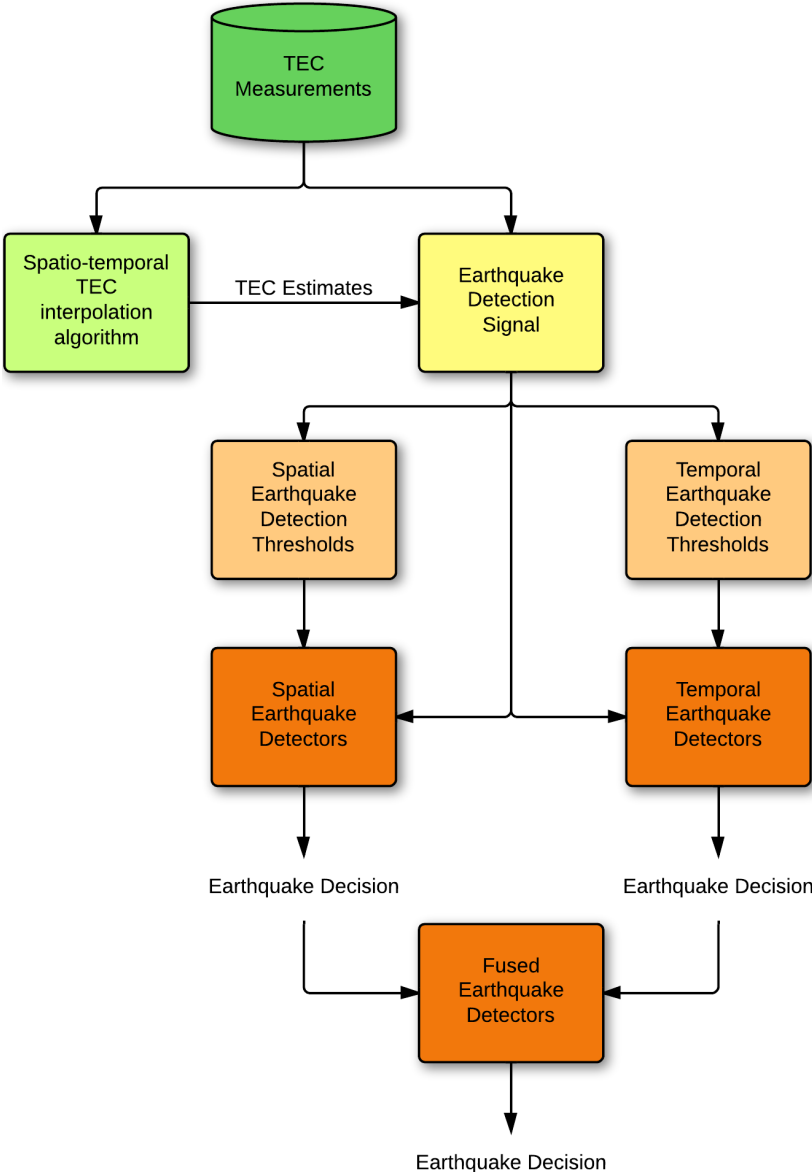 TEC
Measurements
Spatio-temporal
TEC
interpolation
algorithm
TEC Estimates
Earthquake
Detection
Signal
Spatial
Earthquake
Detection
Thresholds
Temporal
Earthquake
Detection
Thresholds
Spatial
Earthquake
Detectors
Temporal
Earthquake
Detectors
Earthquake Decision
Earthquake Decision
Fused
Earthquake
Detectors
Earthquake Decision